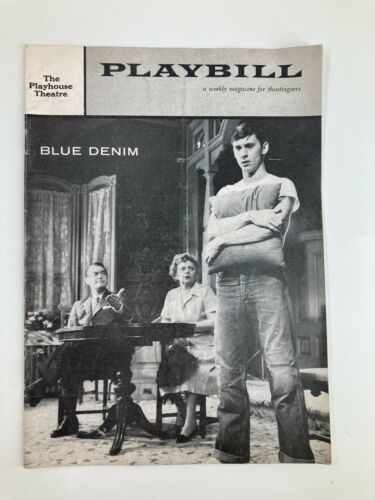 The
Playhouse
Theatre
PLAYBILL
a weekly magazine for theatregoers
BLUE DENIM